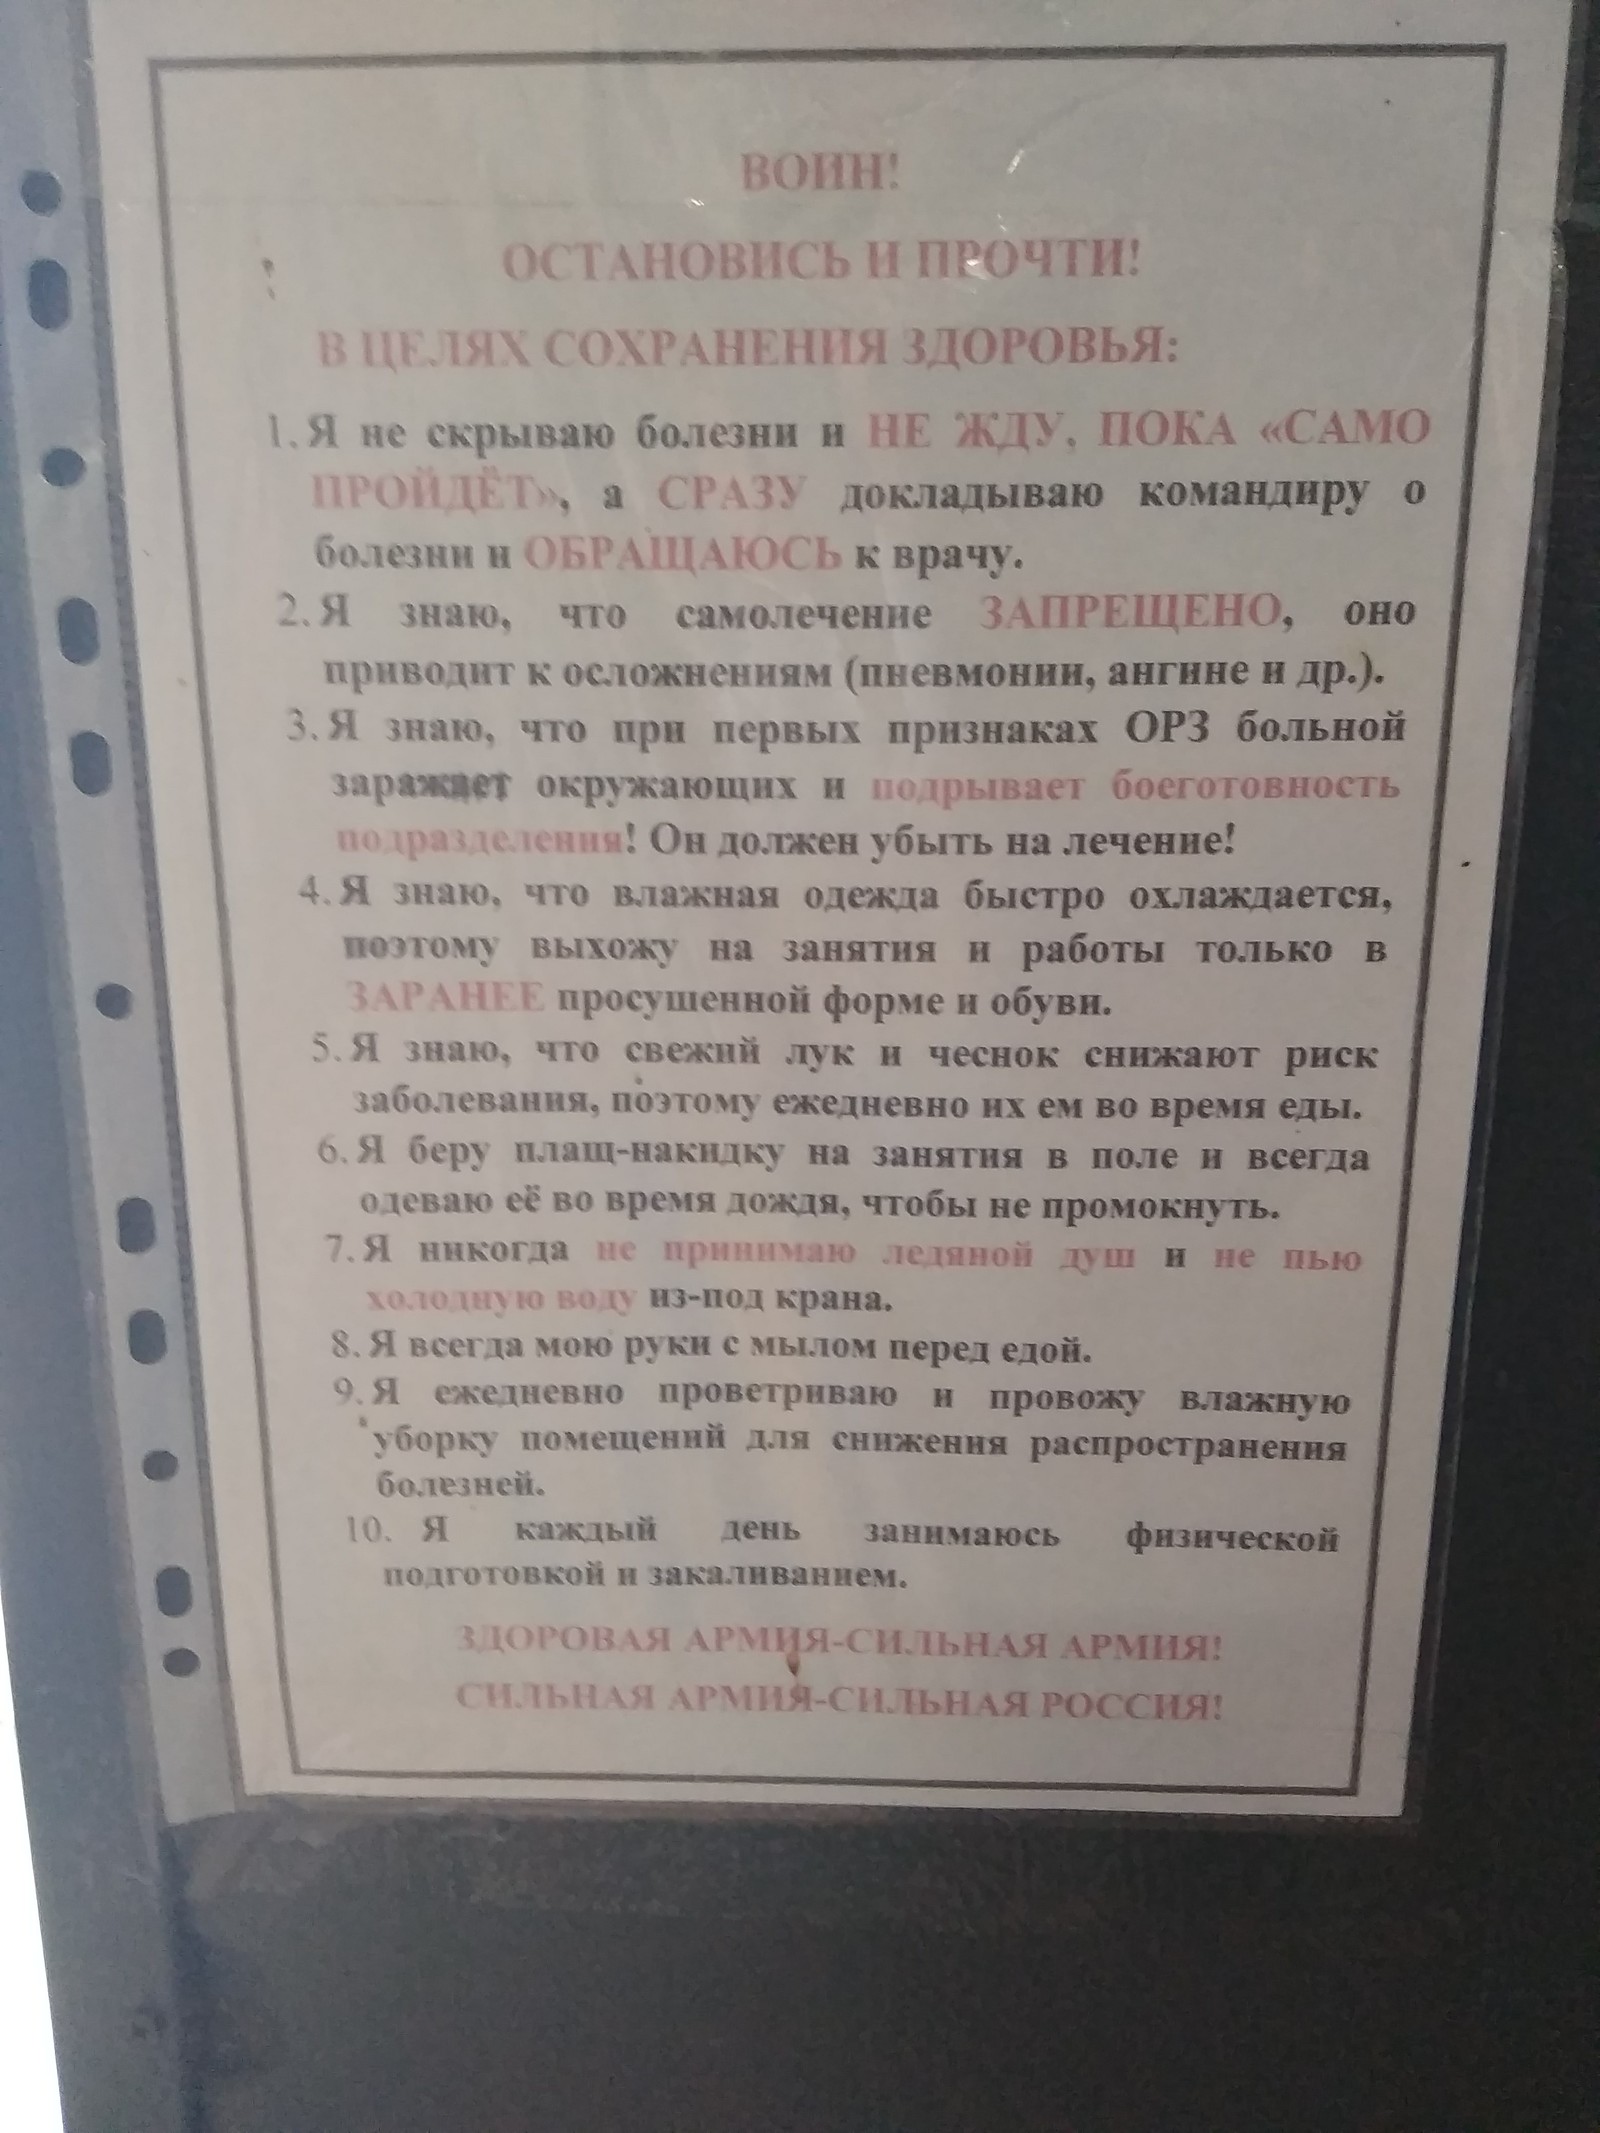 ВОИН!
ОСТАНОВИСЬ И ПРОЧТИ!
В ЦЕЛЯХ СОХРАНЕНИЯ ЗДОРОВЬЯ:
1. Я не скрываю болезни и НЕ ЖДУ, ПОКА «САМО
ПРОЙДЁТ», а СРАЗУ докладываю командиру о
болезни и ОБРАЩАЮСЬ к врачу.
2. Я знаю, что самолечение ЗАПРЕЩЕНО, оно
приводит к осложнениям (пневмонии, ангине и др.).
3. Я знаю, что при первых признаках ОРЗ больной
заражает окружающих и подрывает боеготовность
подразделения! Он должен убыть на лечение!
4. Я знаю, что влажная одежда быстро охлаждается,
поэтому выхожу на занятия и работы только в
ЗАРАНЕЕ просушенной форме и обуви.
5. Я знаю, что свежий лук и чеснок снижают риск
заболевания, поэтому ежедневно их ем во время еды.
6. Я беру плащ-накидку на занятия в поле и всегда
одеваю её во время дождя, чтобы не промокнуть.
7. Я никогда не принимаю ледяной душ и не пью
холодную воду из-под крана.
8. Я всегда мою руки с мылом перед едой.
9. Я ежедневно проветриваю и провожу влажную
уборку помещений для снижения распространения
болезней.
10. Я каждый день занимаюсь физической
подготовкой и закаливанием.
ЗДОРОВАЯ АРМИЯ-СИЛЬНАЯ АРМИЯ!
СИЛЬНАЯ АРМИЯ-СИЛЬНАЯ РОССИЯ!